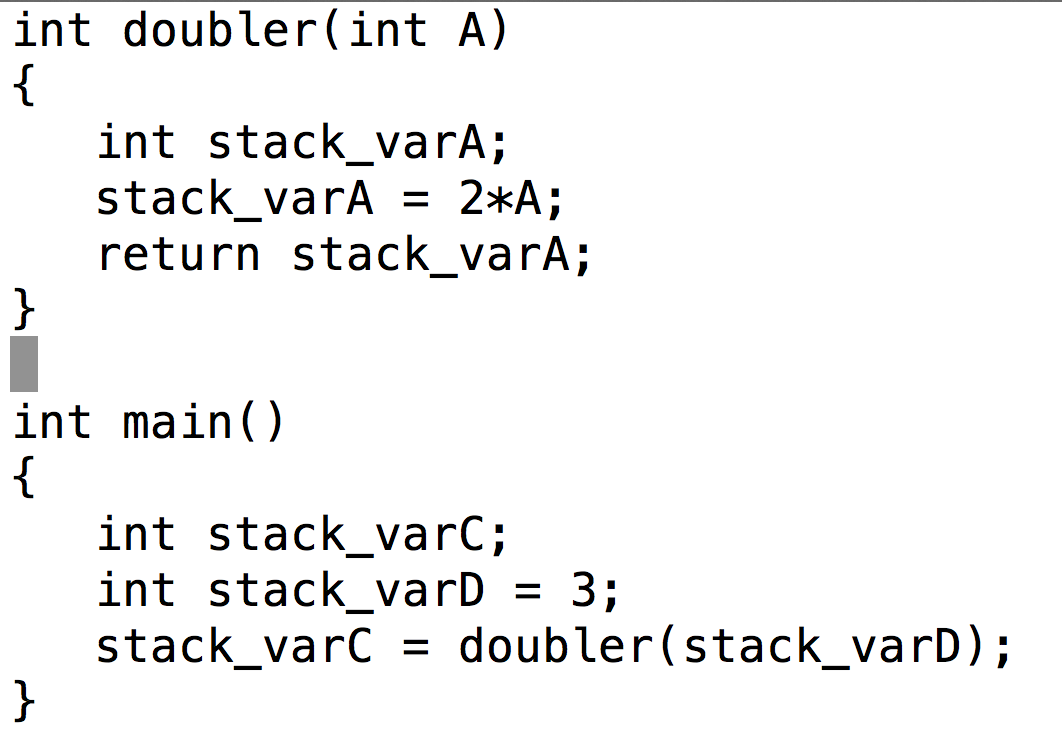 int doubler(int A)
{
   int stack_varA;
   stack_varA = 2*A;
   return stack_varA;
}
int main()
{
   int stack_varC;
   int stack_varD = 3;
   stack_varC = doubler(stack_varD);
}